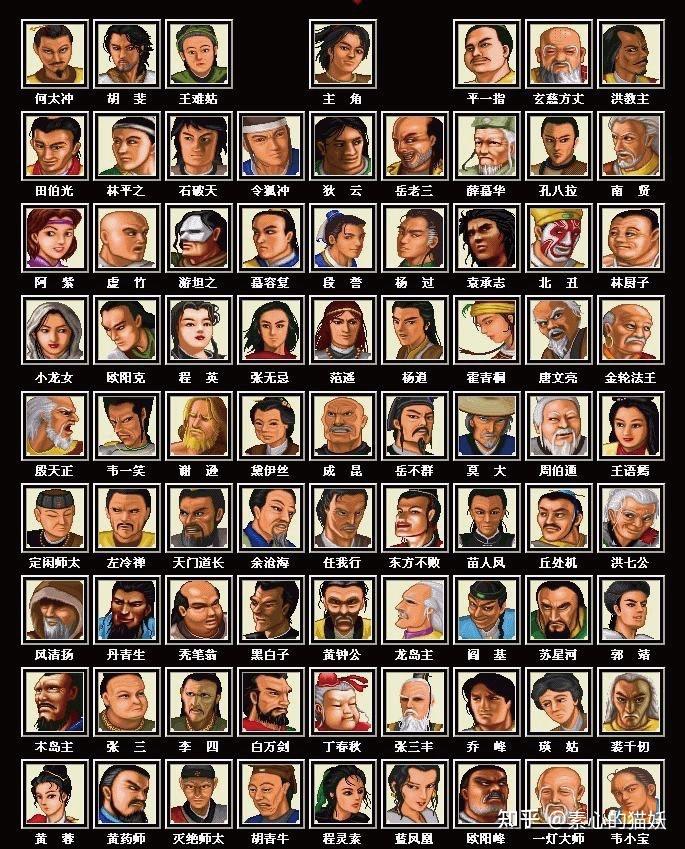 何太冲 胡斐 王难姑 主角 平一指 玄慈方丈 洪教主
田伯光 林平之 石破天 令狐冲 狄云 岳老三 薛慕华 孔八拉 南贤
阿紫 虚竹 游坦之 慕容复 段誉 杨过 袁承志 北丑 林厨子
小龙女 欧阳克 程英 张无忌 范遥 杨逍 霍青桐 唐文亮 金轮法王
殷天正 韦一笑 谢逊 黛伊丝 成昆 岳不群 莫大 周伯通 王语嫣
定闲师太 左冷禅 天门道长 余沧海 任我行 东方不败 苗人凤 丘处机 洪七公
风清扬 丹青生 秃笔翁 黑白子 黄钟公 龙岛主 阎基 苏星河 郭靖
木岛主 张三 李四 白万剑 丁春秋 张三丰 乔峰 瑛姑 裘千仞
黄蓉 黄药师 灭绝师太 胡青牛 程灵素 蓝凤凰 欧阳峰 一灯大师 韦小宝
知乎 @素心的猫妖